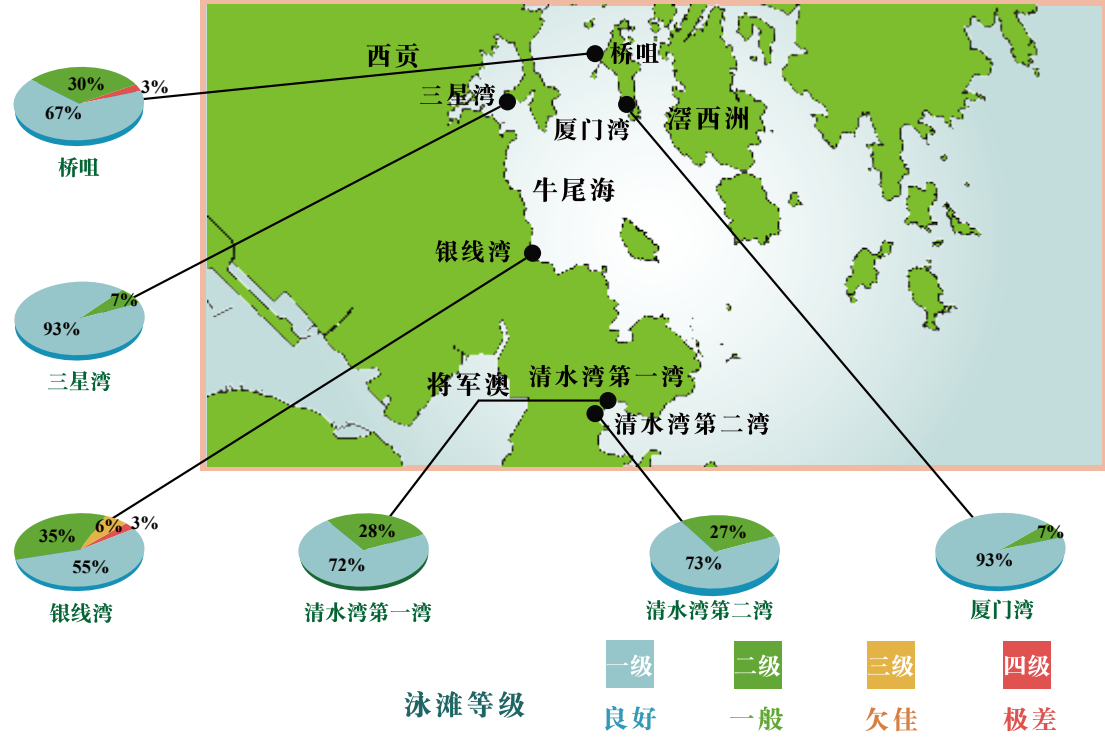 西贡
桥咀
三星湾
厦门湾
滘西洲
牛尾海
银线湾
将军澳
清水湾第一湾
清水湾第二湾
30%
3%
67%
桥咀
7%
93%
三星湾
35%
6%
3%
55%
银线湾
28%
72%
清水湾第一湾
27%
73%
清水湾第二湾
7%
93%
厦门湾
泳滩等级
一级
二级
三级
四级
良好
一般
欠佳
极差